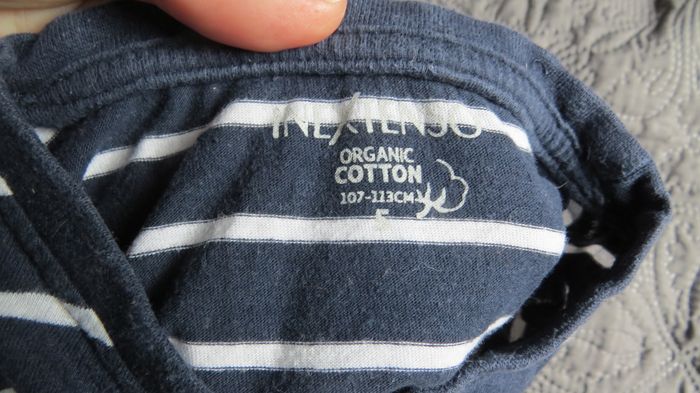 INEXTENSO
ORGANIC
COTTON
107-113CM
5